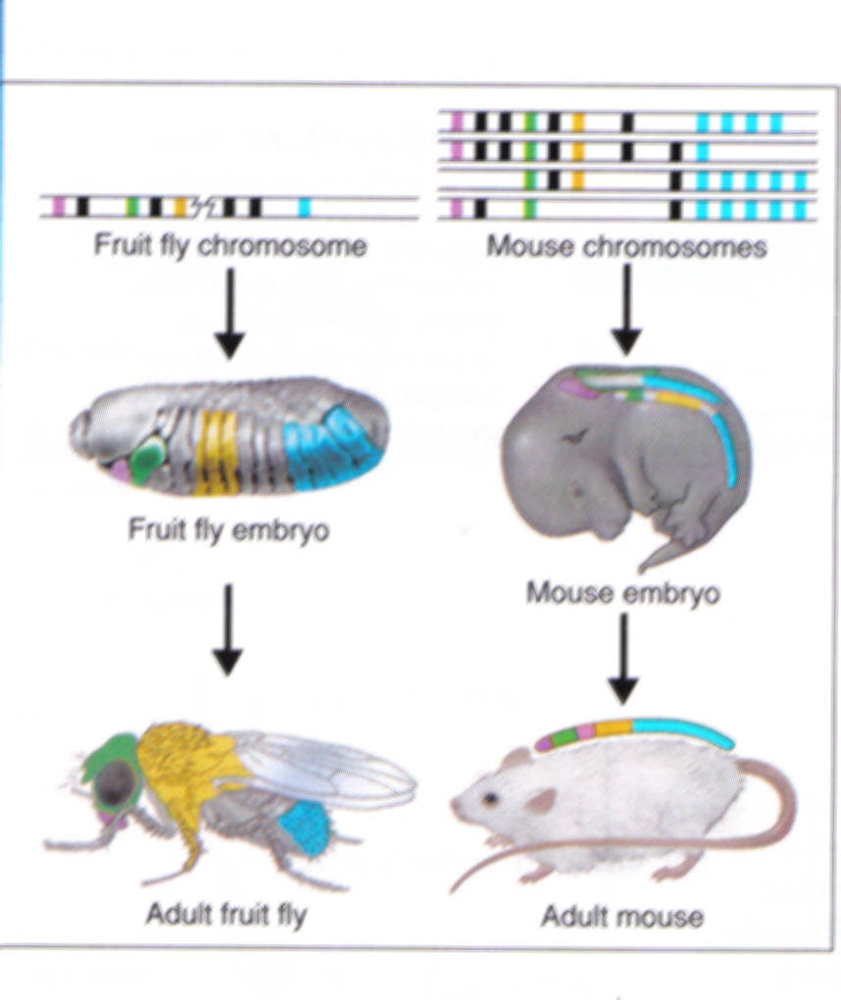 Fruit fly chromosome
Mouse chromosomes
Fruit fly embryo
Mouse embryo
Adult fruit fly
Adult mouse